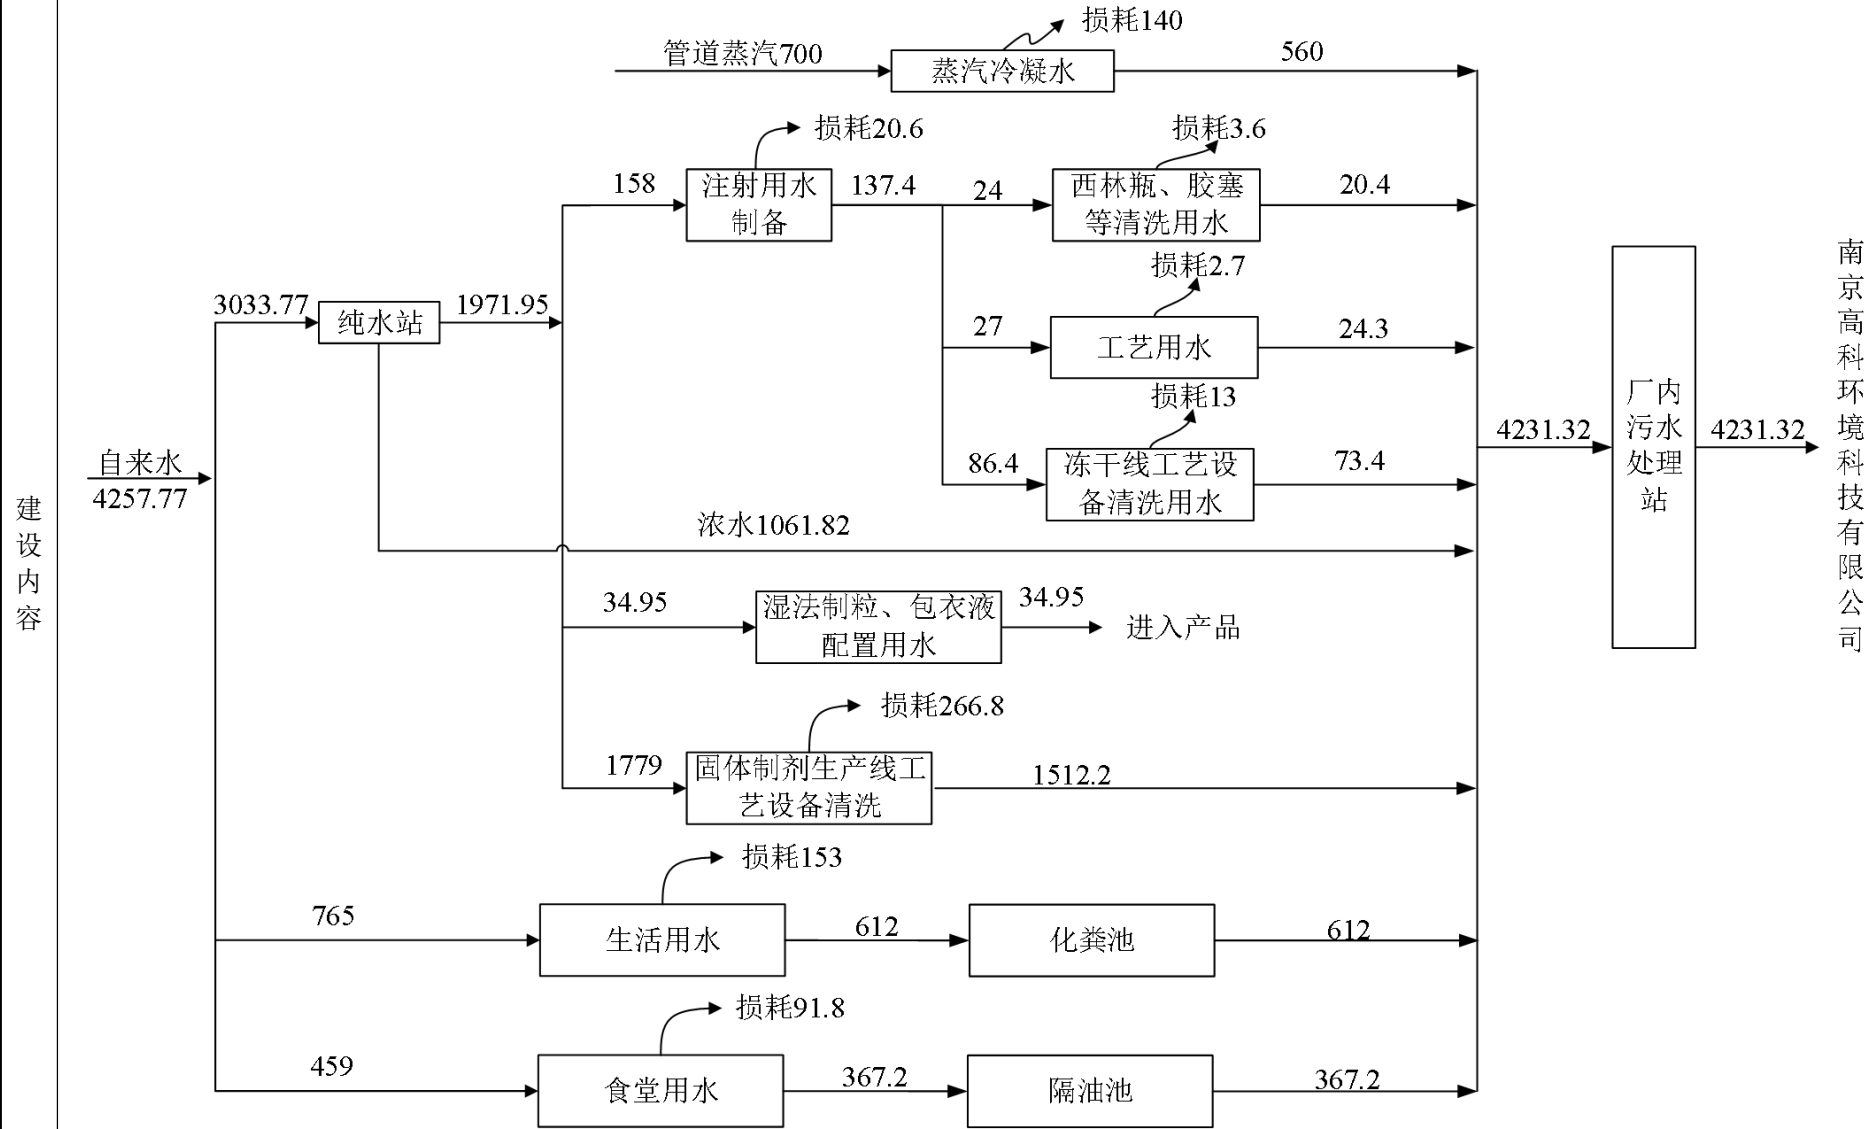 建设内容
管道蒸汽700
蒸汽冷凝水
损耗140
560
损耗20.6
158
注射用水
制备
137.4
24
损耗3.6
西林瓶、胶塞
等清洗用水
20.4
3033.77
纯水站
1971.95
27
损耗2.7
工艺用水
24.3
自来水
4257.77
86.4
损耗13
冻干线工艺设
备清洗用水
73.4
浓水1061.82
34.95
湿法制粒、包衣液
配置用水
34.95
进入产品
1779
损耗266.8
固体制剂生产线工
艺设备清洗
1512.2
765
损耗153
生活用水
612
化粪池
612
459
损耗91.8
食堂用水
367.2
隔油池
367.2
4231.32
厂内
污水
处理
站
4231.32
南京高科环境科技有限公司